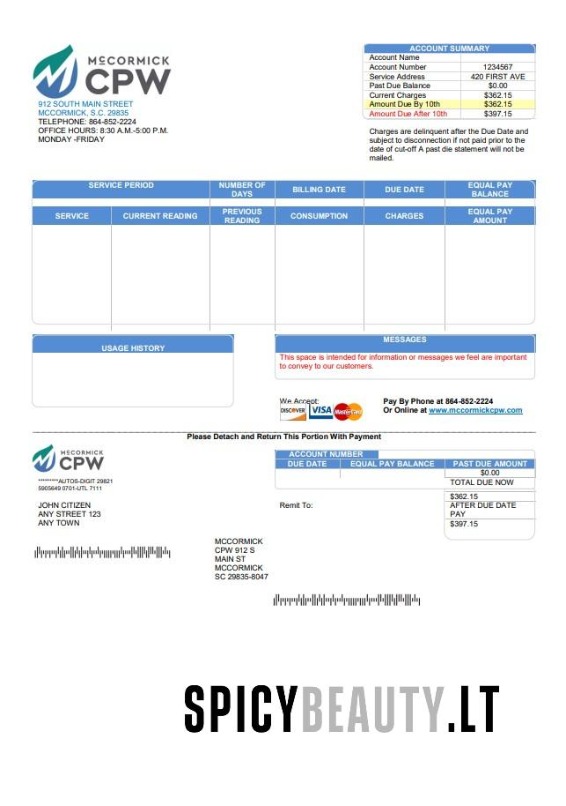 McCORMICK
CPW
912 SOUTH MAIN STREET
MCCORMICK, S.C. 29835
TELEPHONE: 864-852-2224
OFFICE HOURS: 8:30 A.M.-5:00 P.M.
MONDAY -FRIDAY
ACCOUNT SUMMARY
Account Name
Account Number 1234567
Service Address 420 FIRST AVE
Past Due Balance $0.00
Current Charges $362.15
Amount Due By 10th $362.15
Amount Due After 10th $397.15
Charges are delinquent after the Due Date and
subject to disconnection if not paid prior to the
date of cut-off A past die statement will not be
mailed.
SERVICE PERIOD NUMBER OF DAYS BILLING DATE DUE DATE EQUAL PAY BALANCE
SERVICE CURRENT READING PREVIOUS READING CONSUMPTION CHARGES EQUAL PAY AMOUNT
USAGE HISTORY
MESSAGES
This space is intended for information or messages we feel are important
to convey to our customers.
We Accept:
DISCOVER VISA MasterCard
Pay By Phone at 864-852-2224
Or Online at www.mccormickcpw.com
Please Detach and Return This Portion With Payment
McCORMICK
CPW
*********AUTOS-DIGIT 29821
5905649 0701-UTL 7111
JOHN CITIZEN
ANY STREET 123
ANY TOWN
ACCOUNT NUMBER
DUE DATE EQUAL PAY BALANCE PAST DUE AMOUNT
$0.00
TOTAL DUE NOW
$362.15
Remit To:
AFTER DUE DATE
PAY
$397.15
MCCORMICK
CPW 912 S
MAIN ST
MCCORMICK
SC 29835-8047
SPICYBEAUTY.LT